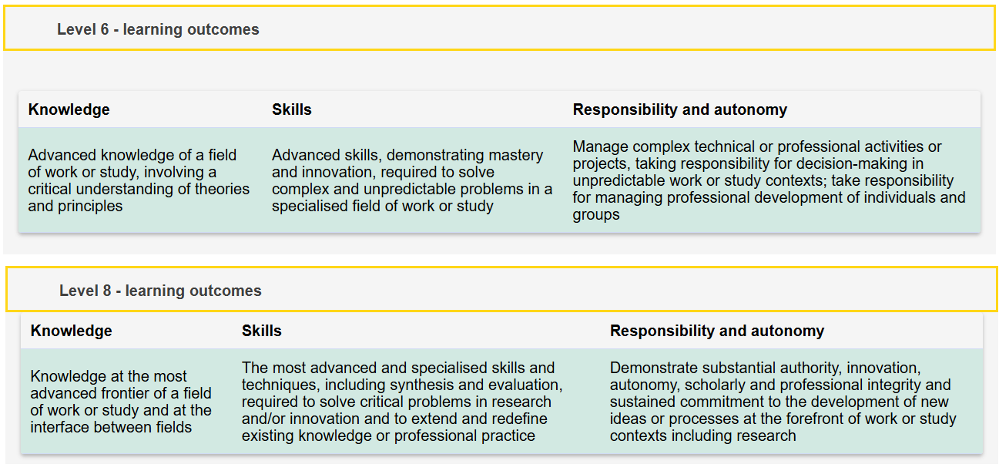 Level 6 - learning outcomes
Knowledge
Skills
Responsibility and autonomy
Advanced knowledge of a field
of work or study, involving a
critical understanding of theories
and principles
Advanced skills, demonstrating mastery
and innovation, required to solve
complex and unpredictable problems in a
specialised field of work or study
Manage complex technical or professional activities or
projects, taking responsibility for decision-making in
unpredictable work or study contexts; take responsibility
for managing professional development of individuals and
groups
Level 8 - learning outcomes
Knowledge
Skills
Responsibility and autonomy
Knowledge at the most
advanced frontier of a field
of work or study and at the
interface between fields
The most advanced and specialised skills and
techniques, including synthesis and evaluation,
required to solve critical problems in research
and/or innovation and to extend and redefine
existing knowledge or professional practice
Demonstrate substantial authority, innovation,
autonomy, scholarly and professional integrity and
sustained commitment to the development of new
ideas or processes at the forefront of work or study
contexts including research